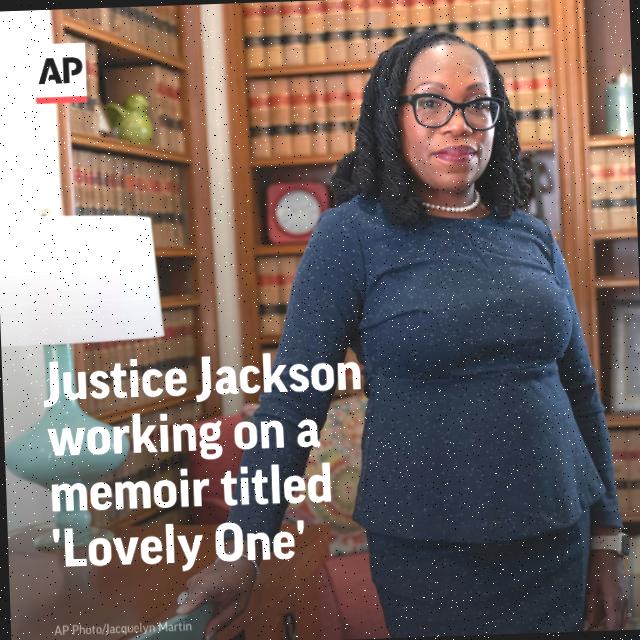 AP
Justice Jackson
working on a
memoir titled
'Lovely One'
AP Photo/Jacquelyn Martin